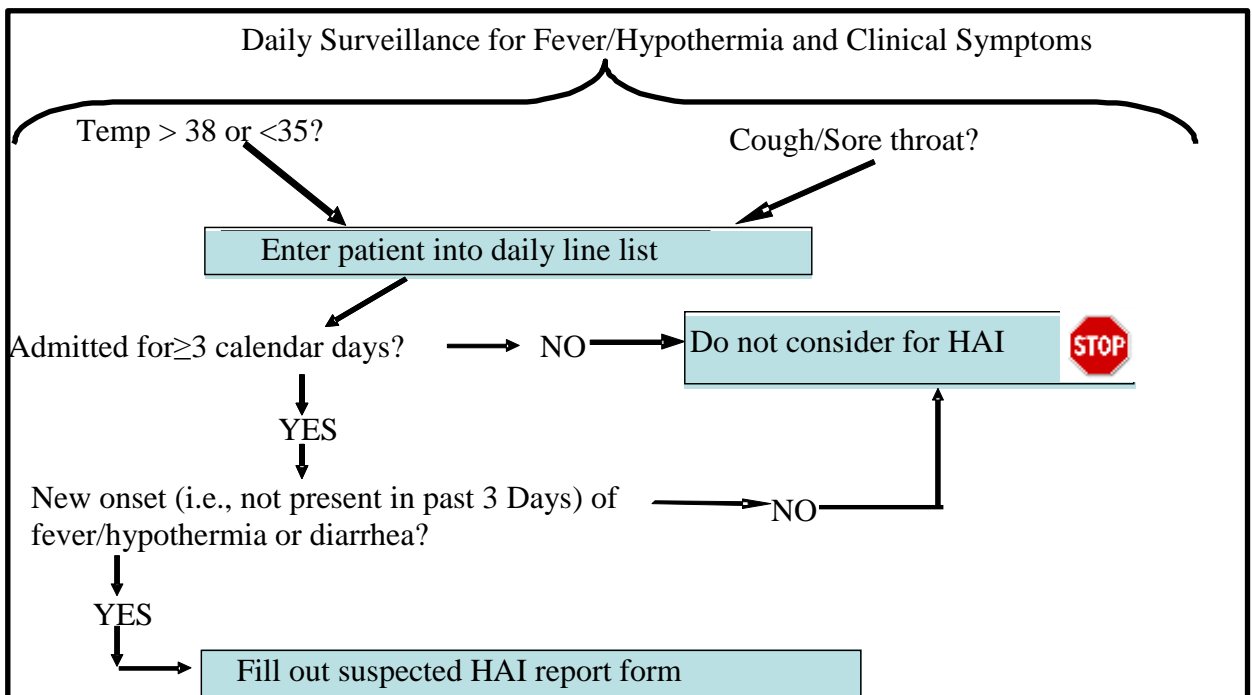 Daily Surveillance for Fever/Hypothermia and Clinical Symptoms
Temp > 38 or <35?
Cough/Sore throat?
Enter patient into daily line list
Admitted for≥3 calendar days?
NO
Do not consider for HAI
STOP
YES
New onset (i.e., not present in past 3 Days) of
fever/hypothermia or diarrhea?
NO
YES
Fill out suspected HAI report form